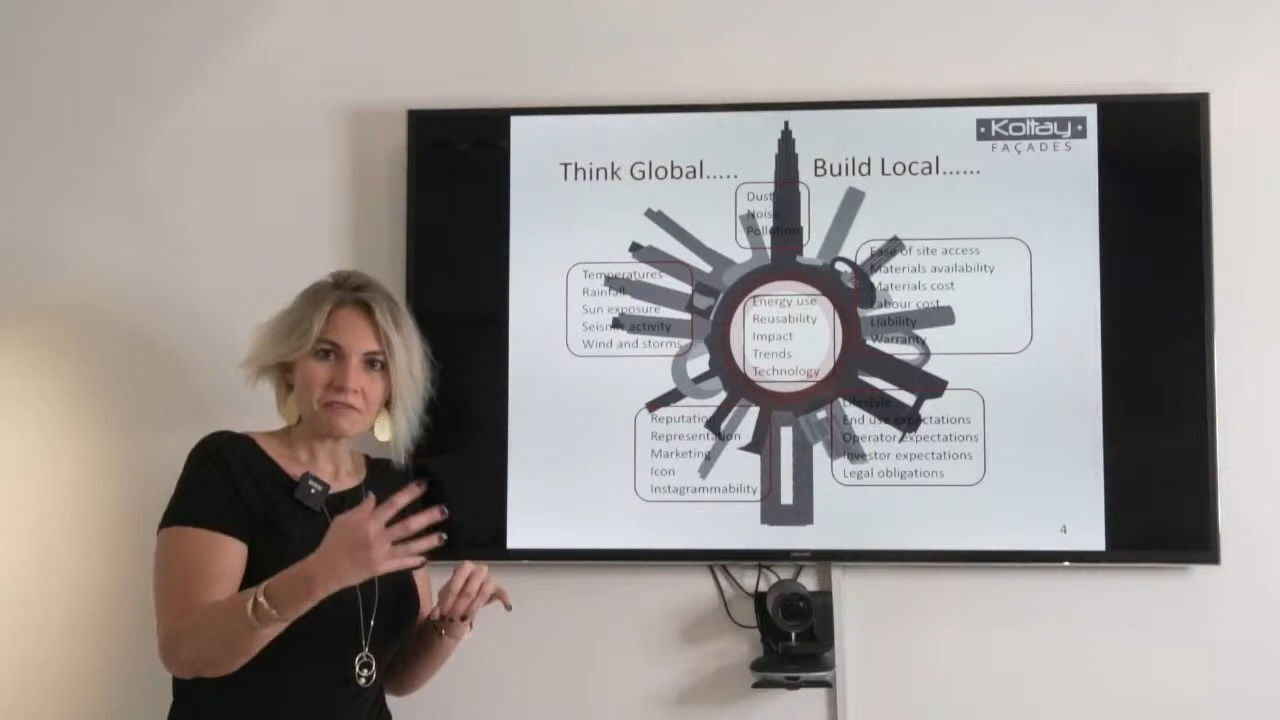 Koltay
FAÇADES
Think Global.....
Build Local......
Dust
Noise
Pollution
Temperatures
Rainfall
Sun exposure
Seismic activity
Wind and storms
Energy use
Reusability
Impact
Trends
Technology
Ease of site access
Materials availability
Materials cost
Labour cost
Liability
Warranty
Reputation
Representation
Marketing
Icon
Instagrammability
Lifestyle
End use expectations
Operator expectations
Investor expectations
Legal obligations
4